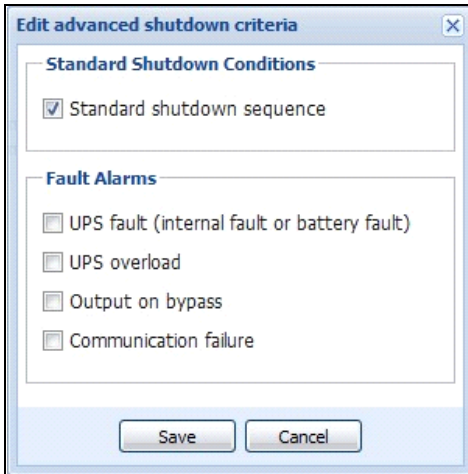 Edit advanced shutdown criteria
Standard Shutdown Conditions
Standard shutdown sequence
Fault Alarms
UPS fault (internal fault or battery fault)
UPS overload
Output on bypass
Communication failure
Save Cancel